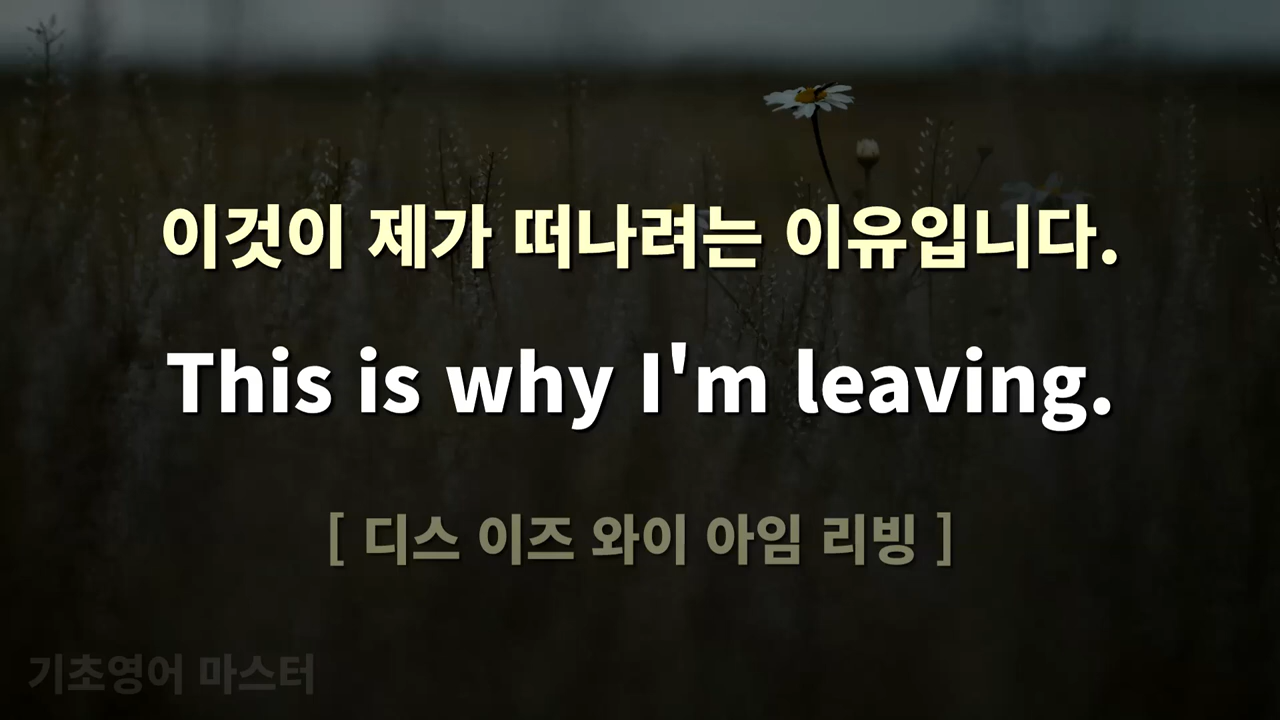 이것이 제가 떠나려는 이유입니다.
This is why I'm leaving.
[ 디스 이즈 와이 아임 리빙 ]
기초영어 마스터